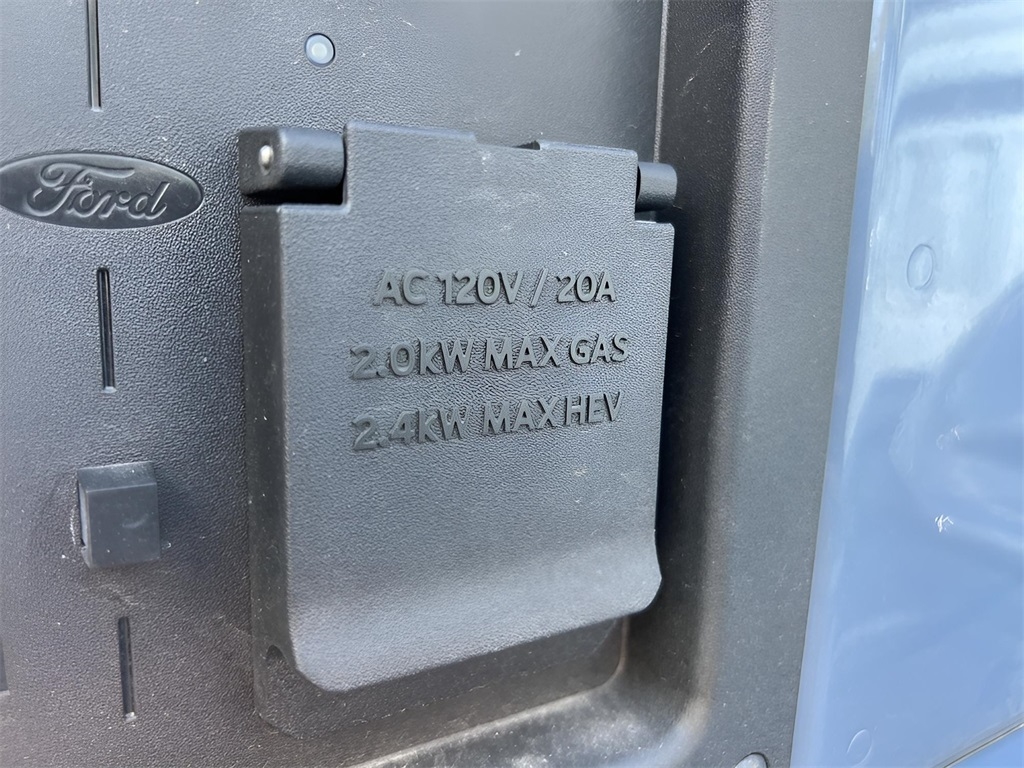 Ford
AC 120V / 20A
2.0KW MAX GAS
2.4KW MAX HEV